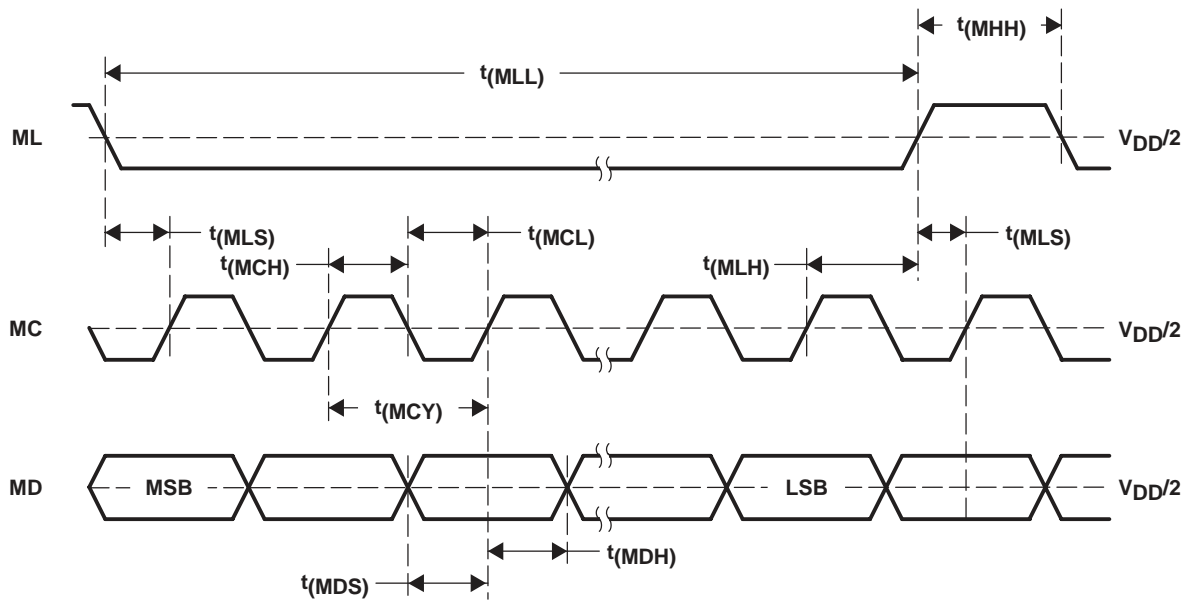 t(MHH)
t(MLL)
ML
VDD/2
t(MLS)
t(MCL)
t(MLS)
t(MCH)
t(MLH)
MC
VDD/2
t(MCY)
MD
MSB
LSB
VDD/2
t(MDH)
t(MDS)